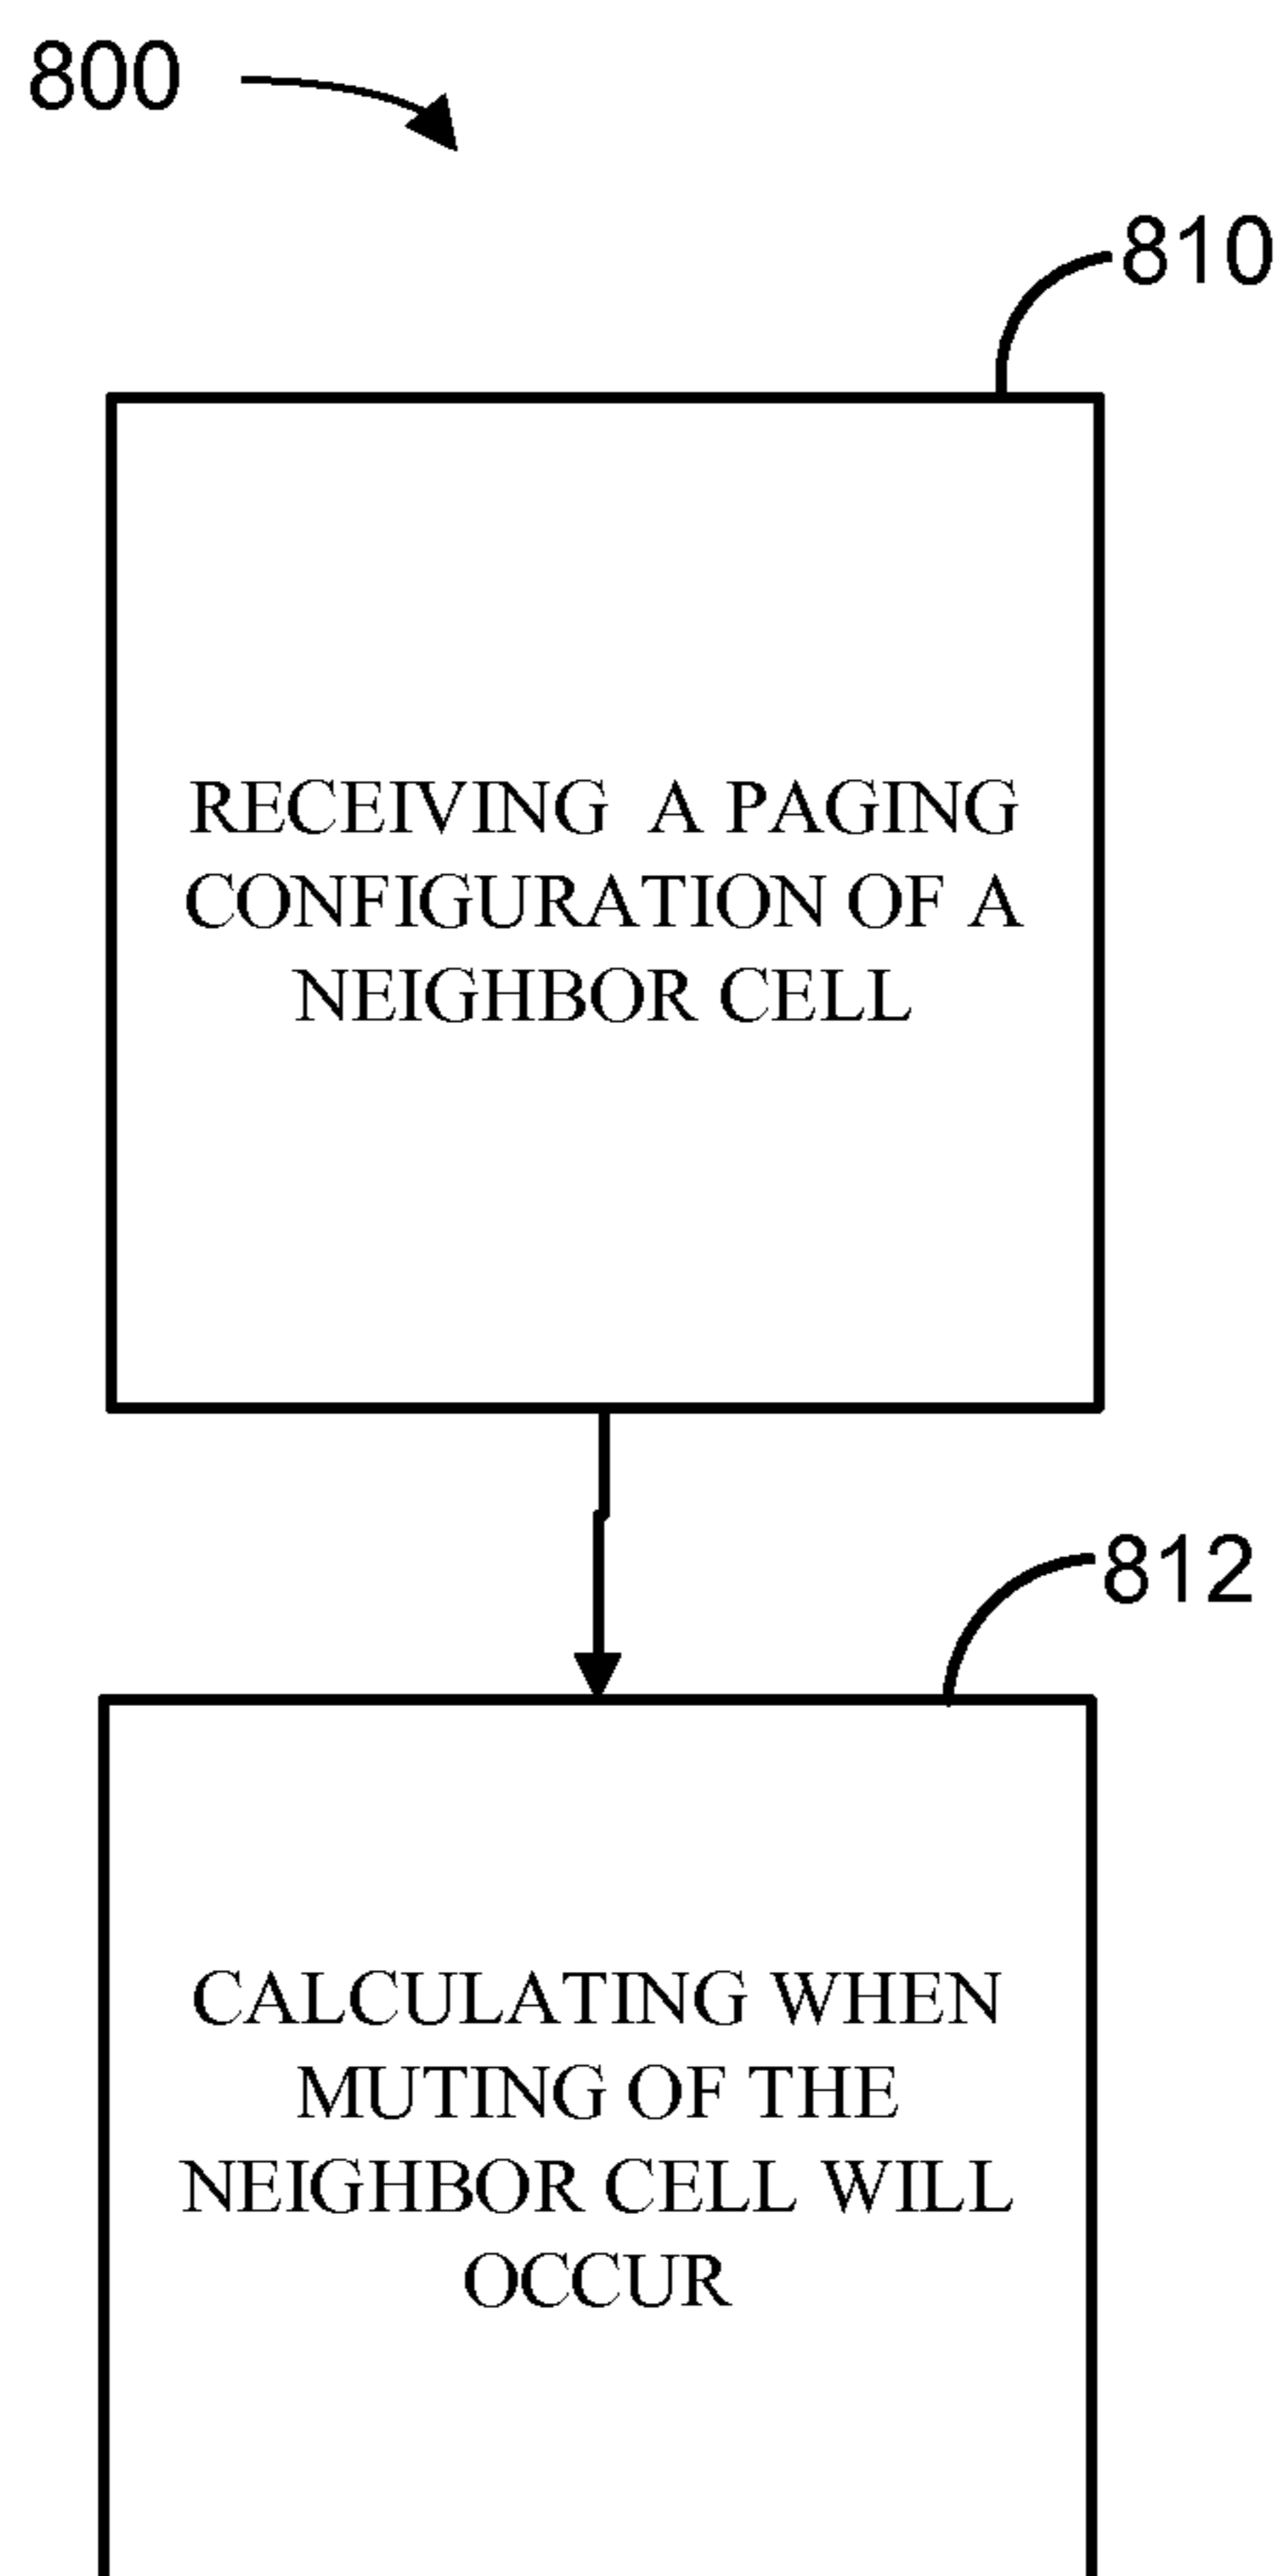 800
810
RECEIVING A PAGING
CONFIGURATION OF A
NEIGHBOR CELL
812
CALCULATING WHEN
MUTING OF THE
NEIGHBOR CELL WILL
OCCUR